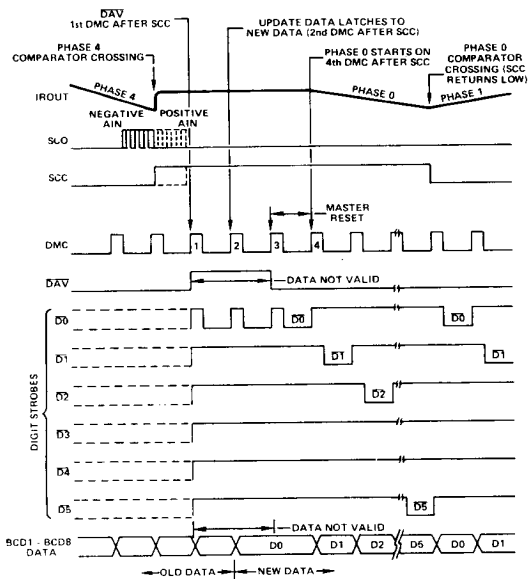 DAV
1st DMC AFTER SCC
UPDATE DATA LATCHES TO
NEW DATA (2nd DMC AFTER SCC)
PHASE 4
COMPARATOR CROSSING
PHASE 0 STARTS ON
4th DMC AFTER SCC
PHASE 0
COMPARATOR
CROSSING (SCC
RETURNS LOW)
IROUT
PHASE 4
PHASE 0
PHASE 1
NEGATIVE
AIN
POSITIVE
AIN
SCO
SCC
MASTER
RESET
DMC
1
2
3
4
DAV
DATA NOT VALID
DIGIT STROBES
D0
D0
D0
D1
D1
D1
D2
D2
D3
D4
D5
D5
DATA NOT VALID
BCD1 - BCD8
DATA
D0
D1
D2
D5
D0
D1
OLD DATA
NEW DATA